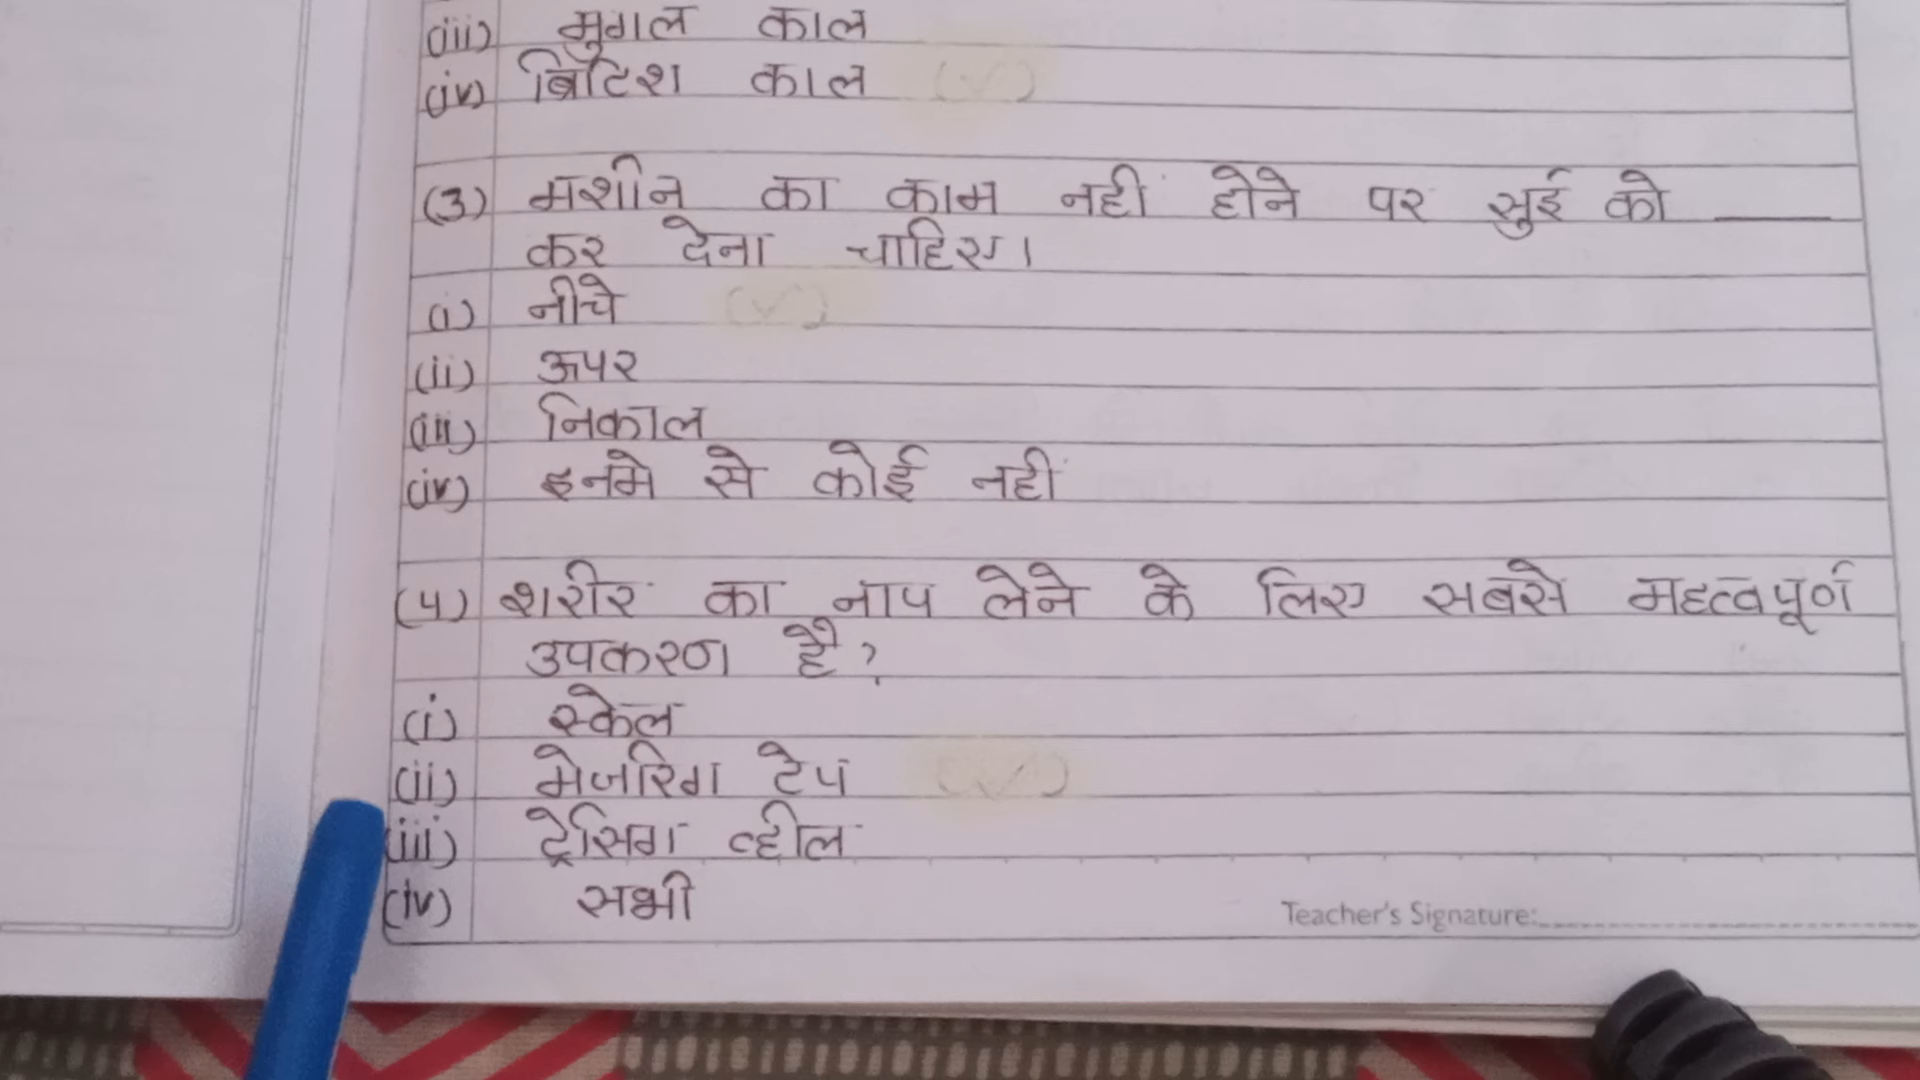 (iii) मुगल काल
(iv) ब्रिटिश काल (✓)
(3) मशीन का काम नहीं होने पर सुई को ______
कर देना चाहिए।
(i) नीचे (✓)
(ii) ऊपर
(iii) निकाल
(iv) इनमे से कोई नहीं
(4) शरीर का नाप लेने के लिए सबसे महत्वपूर्ण
उपकरण है?
(i) स्केल
(ii) मेजरिंग टेप (✓)
(iii) ट्रेसिंग व्हील
(iv) सभी
Teacher's Signature: